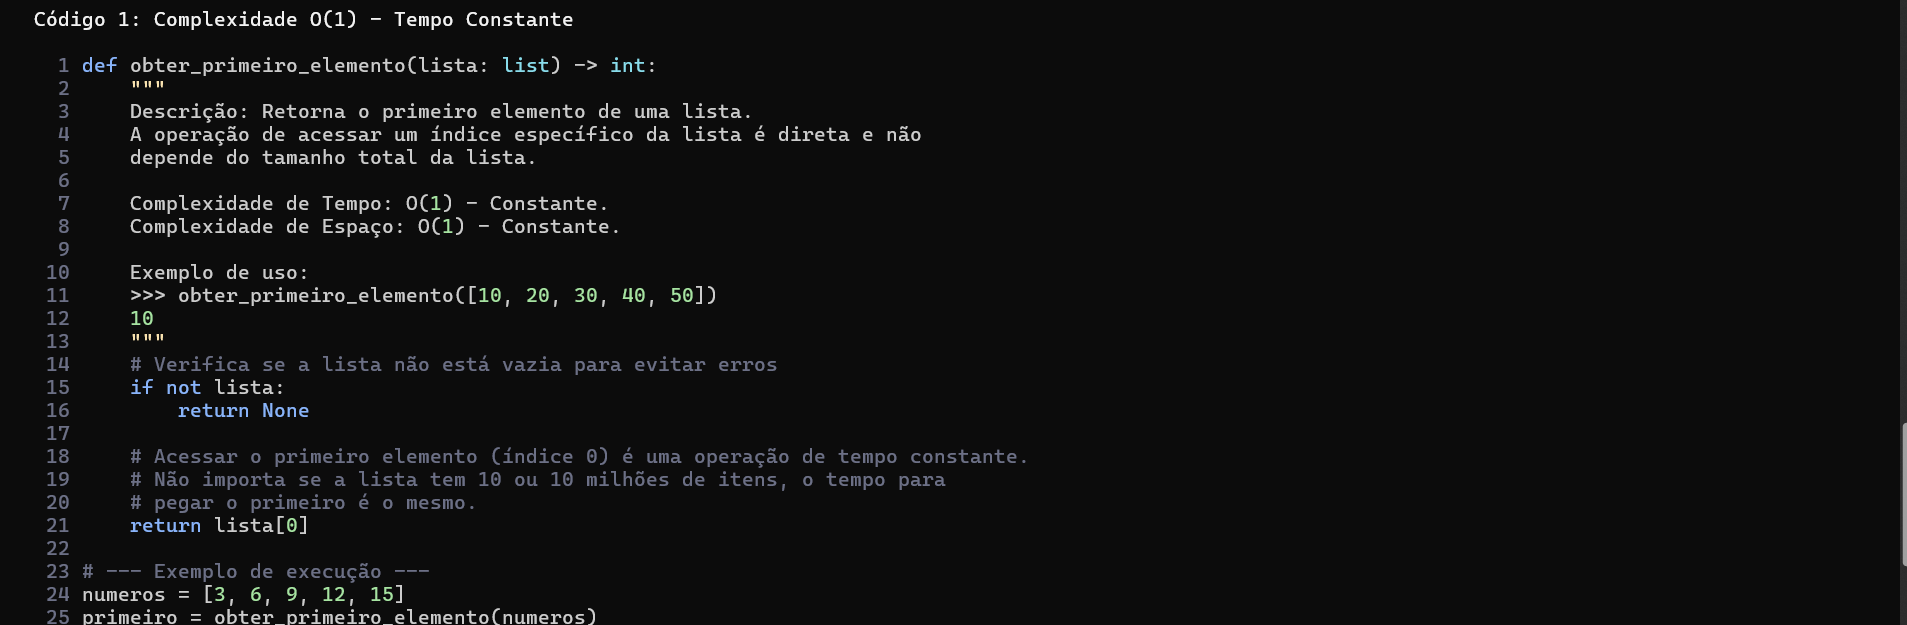 Código 1: Complexidade O(1) - Tempo Constante
1 def obter_primeiro_elemento(lista: list) -> int:
2     """
3     Descrição: Retorna o primeiro elemento de uma lista.
4     A operação de acessar um índice específico da lista é direta e não
5     depende do tamanho total da lista.
6
7     Complexidade de Tempo: O(1) - Constante.
8     Complexidade de Espaço: O(1) - Constante.
9
10     Exemplo de uso:
11     >>> obter_primeiro_elemento([10, 20, 30, 40, 50])
12     10
13     """
14     # Verifica se a lista não está vazia para evitar erros
15     if not lista:
16         return None
17
18     # Acessar o primeiro elemento (índice 0) é uma operação de tempo constante.
19     # Não importa se a lista tem 10 ou 10 milhões de itens, o tempo para
20     # pegar o primeiro é o mesmo.
21     return lista[0]
22
23 # --- Exemplo de execução ---
24 numeros = [3, 6, 9, 12, 15]
25 primeiro = obter_primeiro_elemento(numeros)